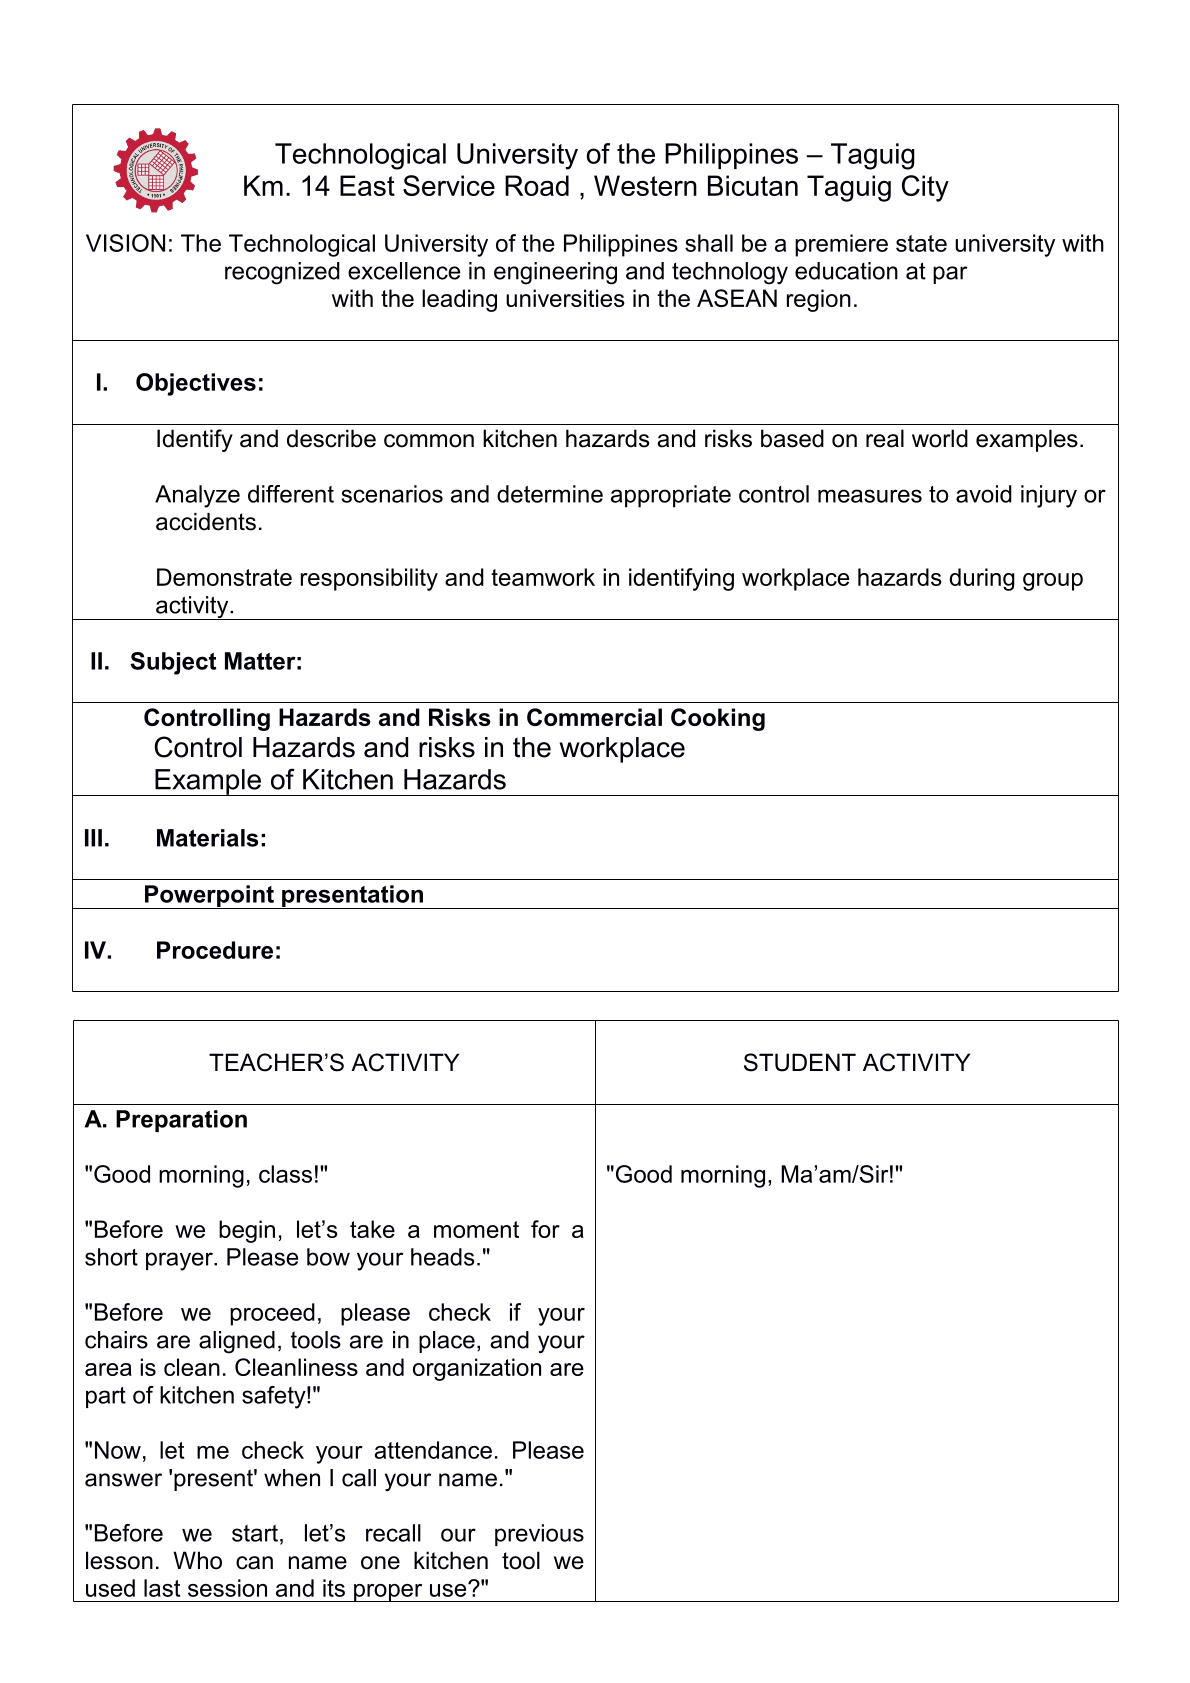 TECHNOLOGICAL UNIVERSITY OF THE PHILIPPINES
1901
Technological University of the Philippines – Taguig
Km. 14 East Service Road , Western Bicutan Taguig City
VISION: The Technological University of the Philippines shall be a premiere state university with
recognized excellence in engineering and technology education at par
with the leading universities in the ASEAN region.
I. Objectives:
Identify and describe common kitchen hazards and risks based on real world examples.
Analyze different scenarios and determine appropriate control measures to avoid injury or
accidents.
Demonstrate responsibility and teamwork in identifying workplace hazards during group
activity.
II. Subject Matter:
Controlling Hazards and Risks in Commercial Cooking
Control Hazards and risks in the workplace
Example of Kitchen Hazards
III. Materials:
Powerpoint presentation
IV. Procedure:
TEACHER’S ACTIVITY
STUDENT ACTIVITY
A. Preparation
"Good morning, class!"
"Good morning, Ma’am/Sir!"
"Before we begin, let’s take a moment for a
short prayer. Please bow your heads."
"Before we proceed, please check if your
chairs are aligned, tools are in place, and your
area is clean. Cleanliness and organization are
part of kitchen safety!"
"Now, let me check your attendance. Please
answer 'present' when I call your name."
"Before we start, let’s recall our previous
lesson. Who can name one kitchen tool we
used last session and its proper use?"